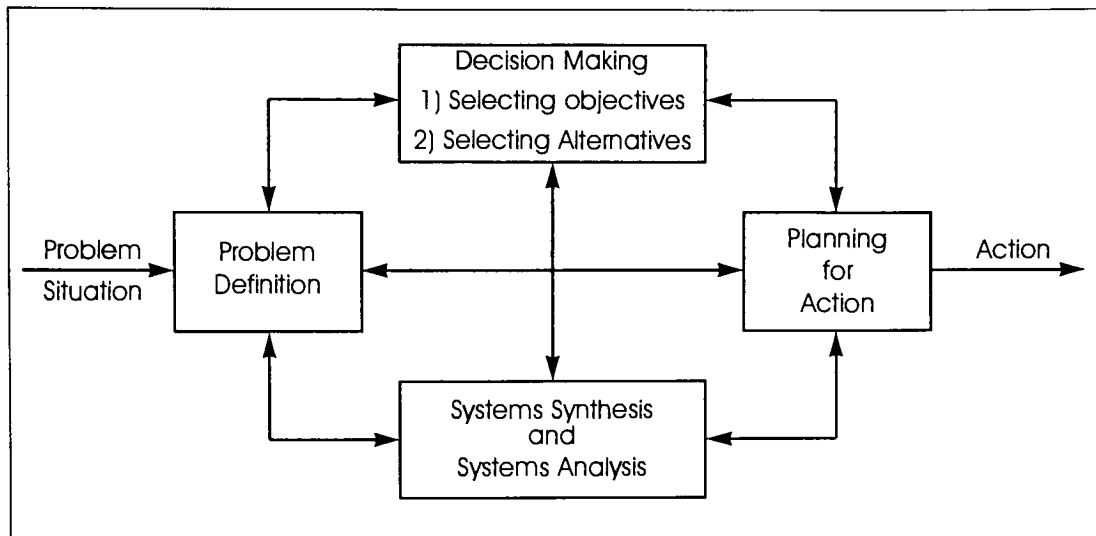 Decision Making
1) Selecting objectives
2) Selecting Alternatives
Problem
Situation
Problem
Definition
Planning
for
Action
Action
Systems Synthesis
and
Systems Analysis